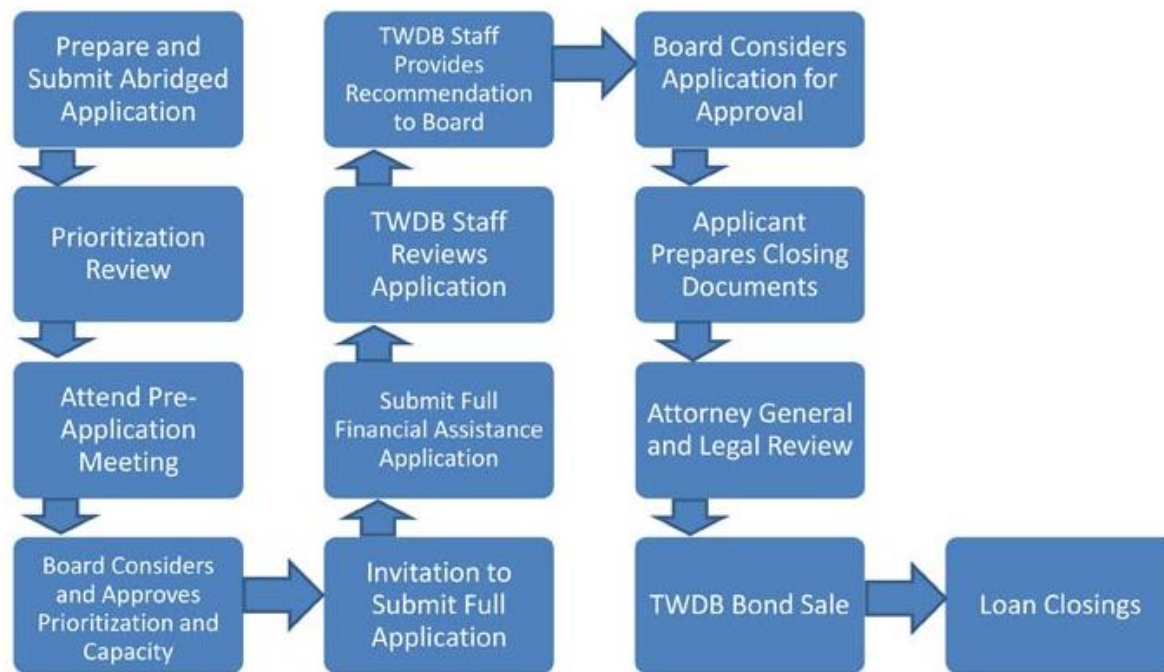 Prepare and
Submit Abridged
Application
Prioritization
Review
Attend Pre-
Application
Meeting
Board Considers
and Approves
Prioritization and
Capacity
Invitation to
Submit Full
Application
Submit Full
Financial Assistance
Application
TWDB Staff
Reviews
Application
TWDB Staff
Provides
Recommendation
to Board
Board Considers
Application for
Approval
Applicant
Prepares Closing
Documents
Attorney General
and Legal Review
TWDB Bond Sale
Loan Closings